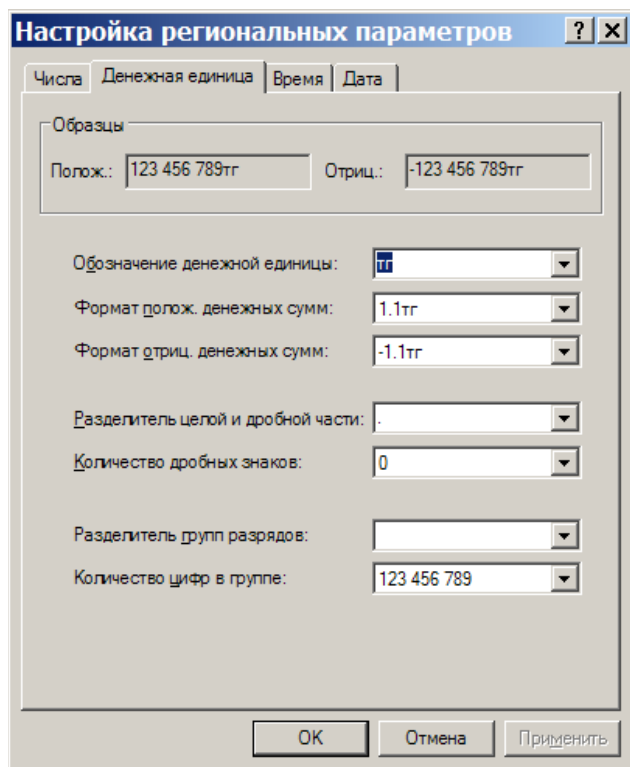 Настройка региональных параметров
Числа Денежная единица Время Дата
Образцы
Полож.: 123 456 789тг Отриц.: -123 456 789тг
Обозначение денежной единицы: тг
Формат полож. денежных сумм: 1.1тг
Формат отриц. денежных сумм: -1.1тг
Разделитель целой и дробной части: .
Количество дробных знаков: 0
Разделитель групп разрядов:
Количество цифр в группе: 123 456 789
OK Отмена Применить